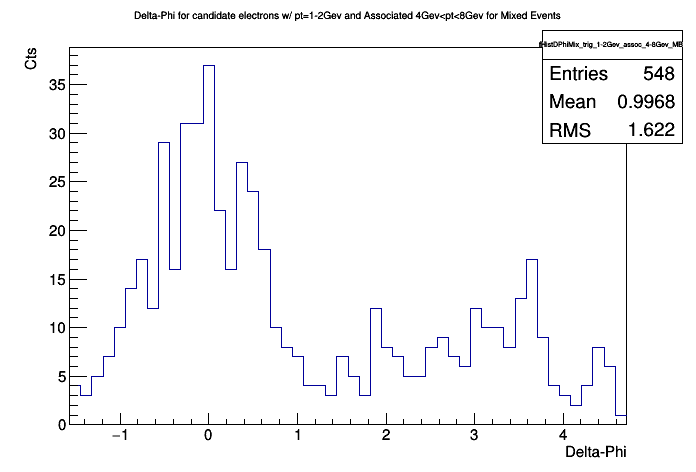 Delta-Phi for candidate electrons w/ pt=1-2Gev and Associated 4Gev<pt<8Gev for Mixed Events
HistDPhiMix_trig_1-2Gev_assoc_4-8Gev_MB
Entries 548
Mean 0.9968
RMS 1.622
Cts
35
30
25
20
15
10
5
0
−1 0 1 2 3 4
Delta-Phi